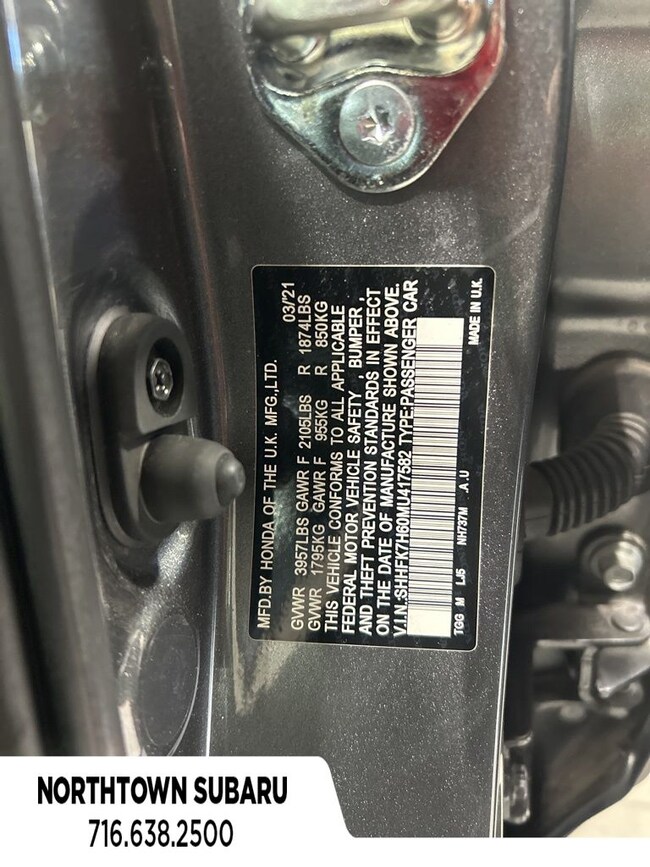 MFD.BY HONDA OF THE U.K. MFG.,LTD. 03/'21
GVWR 3957LBS GAWR F 2105LBS R 1874LBS
GVWR 1795KG GAWR F 955KG R 850KG
THIS VEHICLE CONFORMS TO ALL APPLICABLE
FEDERAL MOTOR VEHICLE SAFETY, BUMPER,
AND THEFT PREVENTION STANDARDS IN EFFECT
ON THE DATE OF MANUFACTURE SHOWN ABOVE.
V.I.N.:SHHFK7H60MU417582 TYPE:PASSENGER CAR
TGG M LJ5 NH737M .A.U MADE IN U.K.
NORTHTOWN SUBARU
716.638.2500